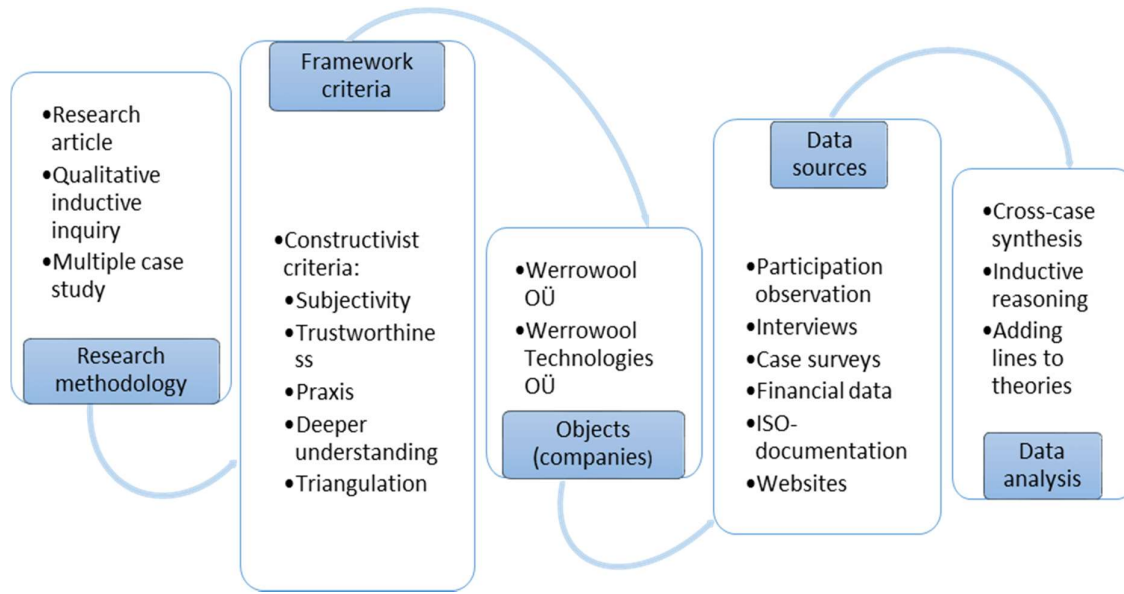 •Research
article
•Qualitative
inductive
inquiry
•Multiple case
study
Research
methodology
Framework
criteria
•Constructivist
criteria:
•Subjectivity
•Trustworthine
ss
•Praxis
•Deeper
understanding
•Triangulation
•Werrowool
OÜ
•Werrowool
Technologies
OÜ
Objects
(companies)
Data
sources
•Participation
observation
•Interviews
•Case surveys
•Financial data
•ISO-
documentation
•Websites
•Cross-case
synthesis
•Inductive
reasoning
•Adding
lines to
theories
Data
analysis